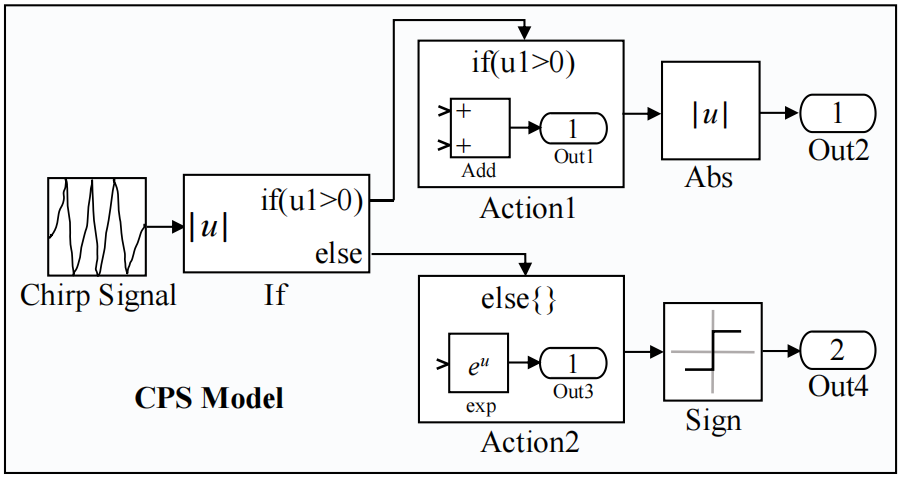 if(u1>0)
+
+
Add
1
Out1
Action1
|u|
Abs
1
Out2
Chirp Signal
|u|
if(u1>0)
else
If
else{}
eᵘ
exp
1
Out3
Action2
Sign
2
Out4
CPS Model